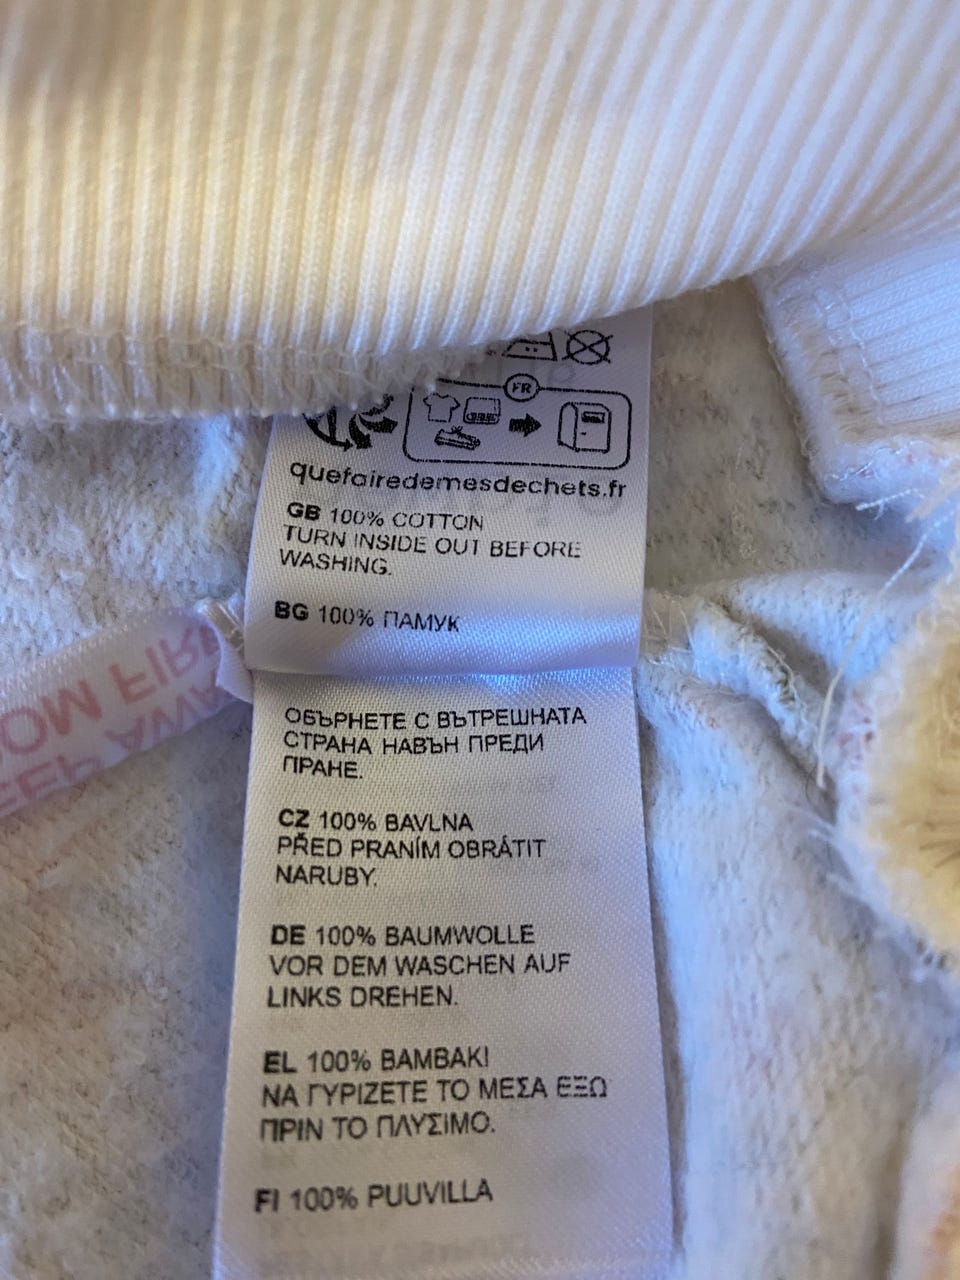 FR
quefairedemesdechets.fr
GB 100% COTTON
TURN INSIDE OUT BEFORE
WASHING.
BG 100% ПАМУК
ОБЪРНЕТЕ С ВЪТРЕШНАТА
СТРАНА НАВЪН ПРЕДИ
ПРАНЕ.
CZ 100% BAVLNA
PŘED PRANÍM OBRÁTIT
NARUBY.
DE 100% BAUMWOLLE
VOR DEM WASCHEN AUF
LINKS DREHEN.
EL 100% ΒΑΜΒΑΚΙ
ΝΑ ΓΥΡΙΖΕΤΕ ΤΟ ΜΕΣΑ ΕΞΩ
ΠΡΙΝ ΤΟ ΠΛΥΣΙΜΟ.
FI 100% PUUVILLA
FIRE